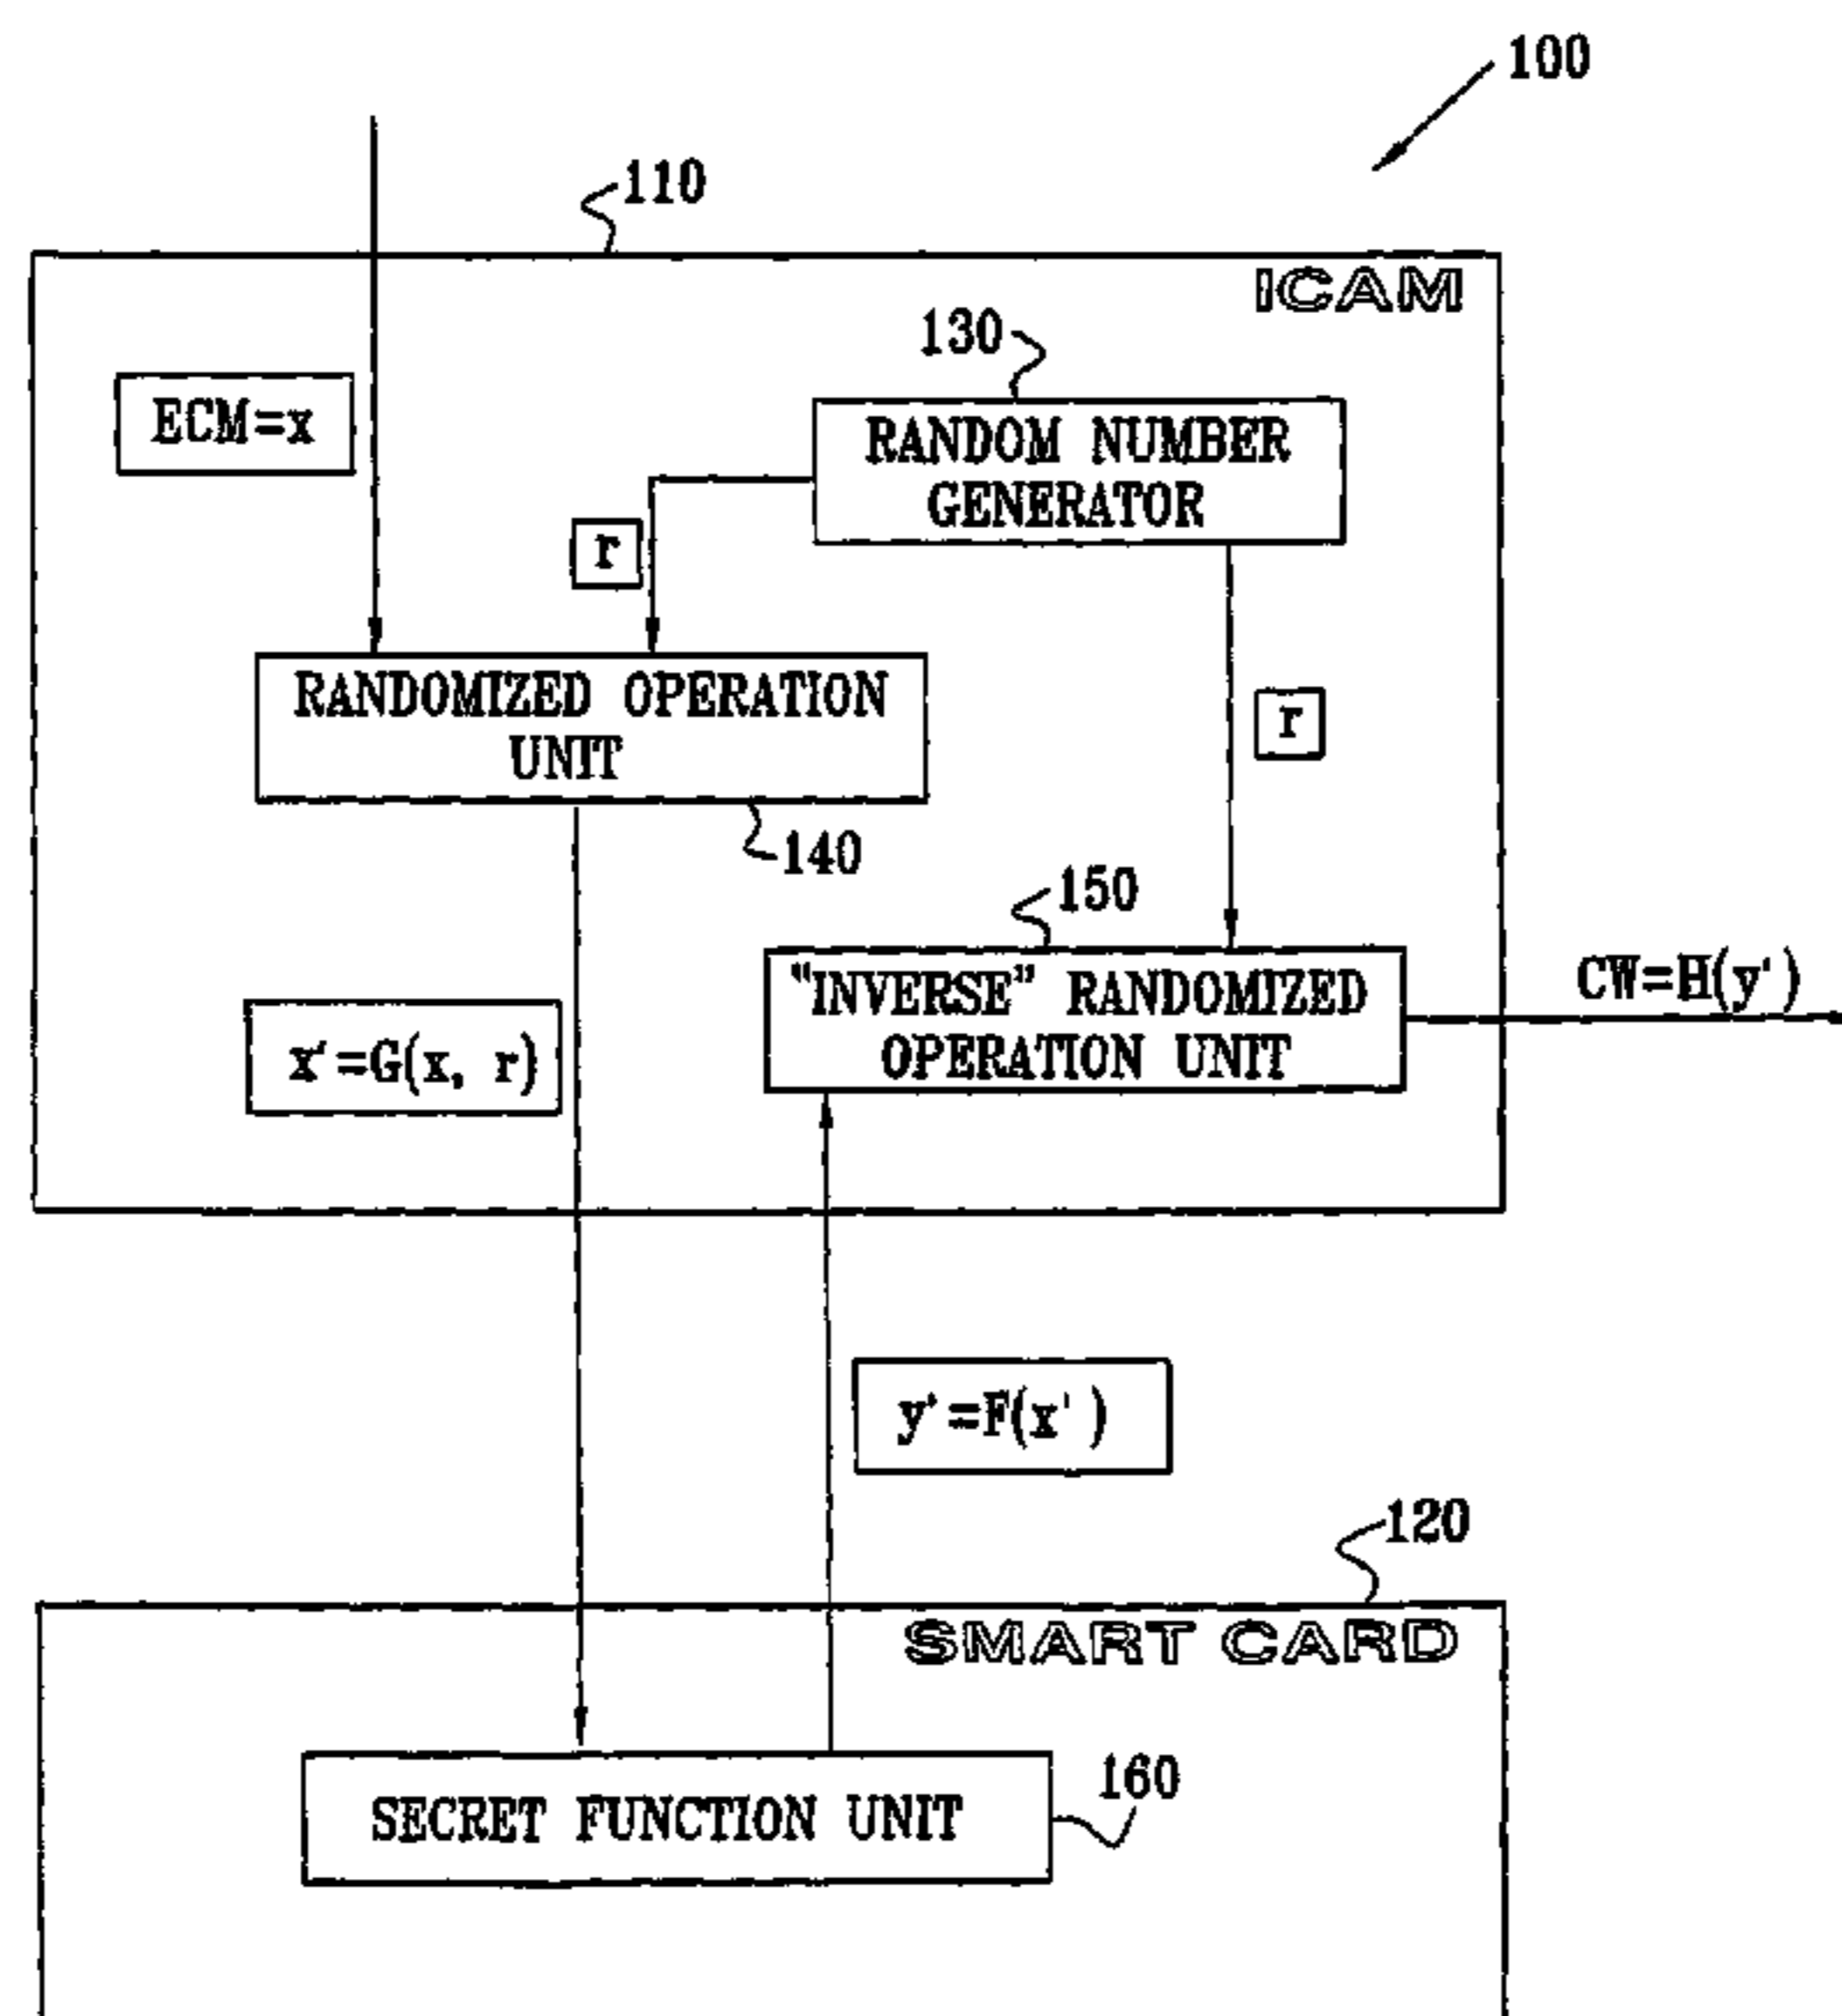 100
110
ICAM
130
ECM=x
RANDOM NUMBER
GENERATOR
r
RANDOMIZED OPERATION
UNIT
r
140
150
"INVERSE" RANDOMIZED
OPERATION UNIT
CW=H(y')
x'=G(x, r)
y'=F(x')
120
SMART CARD
SECRET FUNCTION UNIT
160